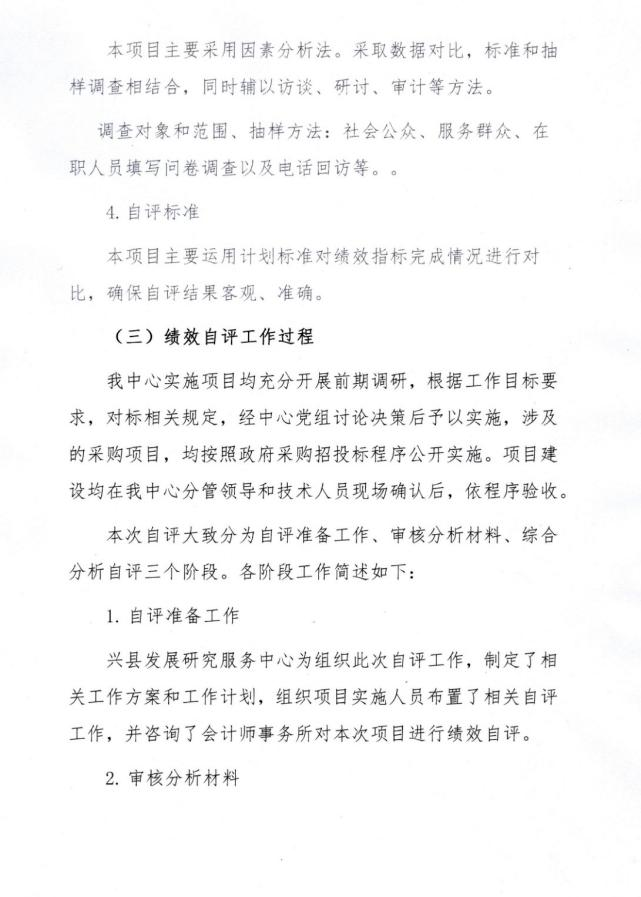 本项目主要采用因素分析法。采取数据对比，标准和抽
样调查相结合，同时辅以访谈、研讨、审计等方法。
调查对象和范围、抽样方法：社会公众、服务群众、在
职人员填写问卷调查以及电话回访等。。
4. 自评标准
本项目主要运用计划标准对绩效指标完成情况进行对
比，确保自评结果客观、准确。
（三）绩效自评工作过程
我中心实施项目均充分开展前期调研，根据工作目标要
求，对标相关规定，经中心党组讨论决策后予以实施，涉及
的采购项目，均按照政府采购招投标程序公开实施。项目建
设均在我中心分管领导和技术人员现场确认后，依程序验收。
本次自评大致分为自评准备工作、审核分析材料、综合
分析自评三个阶段。各阶段工作简述如下：
1. 自评准备工作
兴县发展研究服务中心为组织此次自评工作，制定了相
关工作方案和工作计划，组织项目实施人员布置了相关自评
工作，并咨询了会计师事务所对本次项目进行绩效自评。
2. 审核分析材料